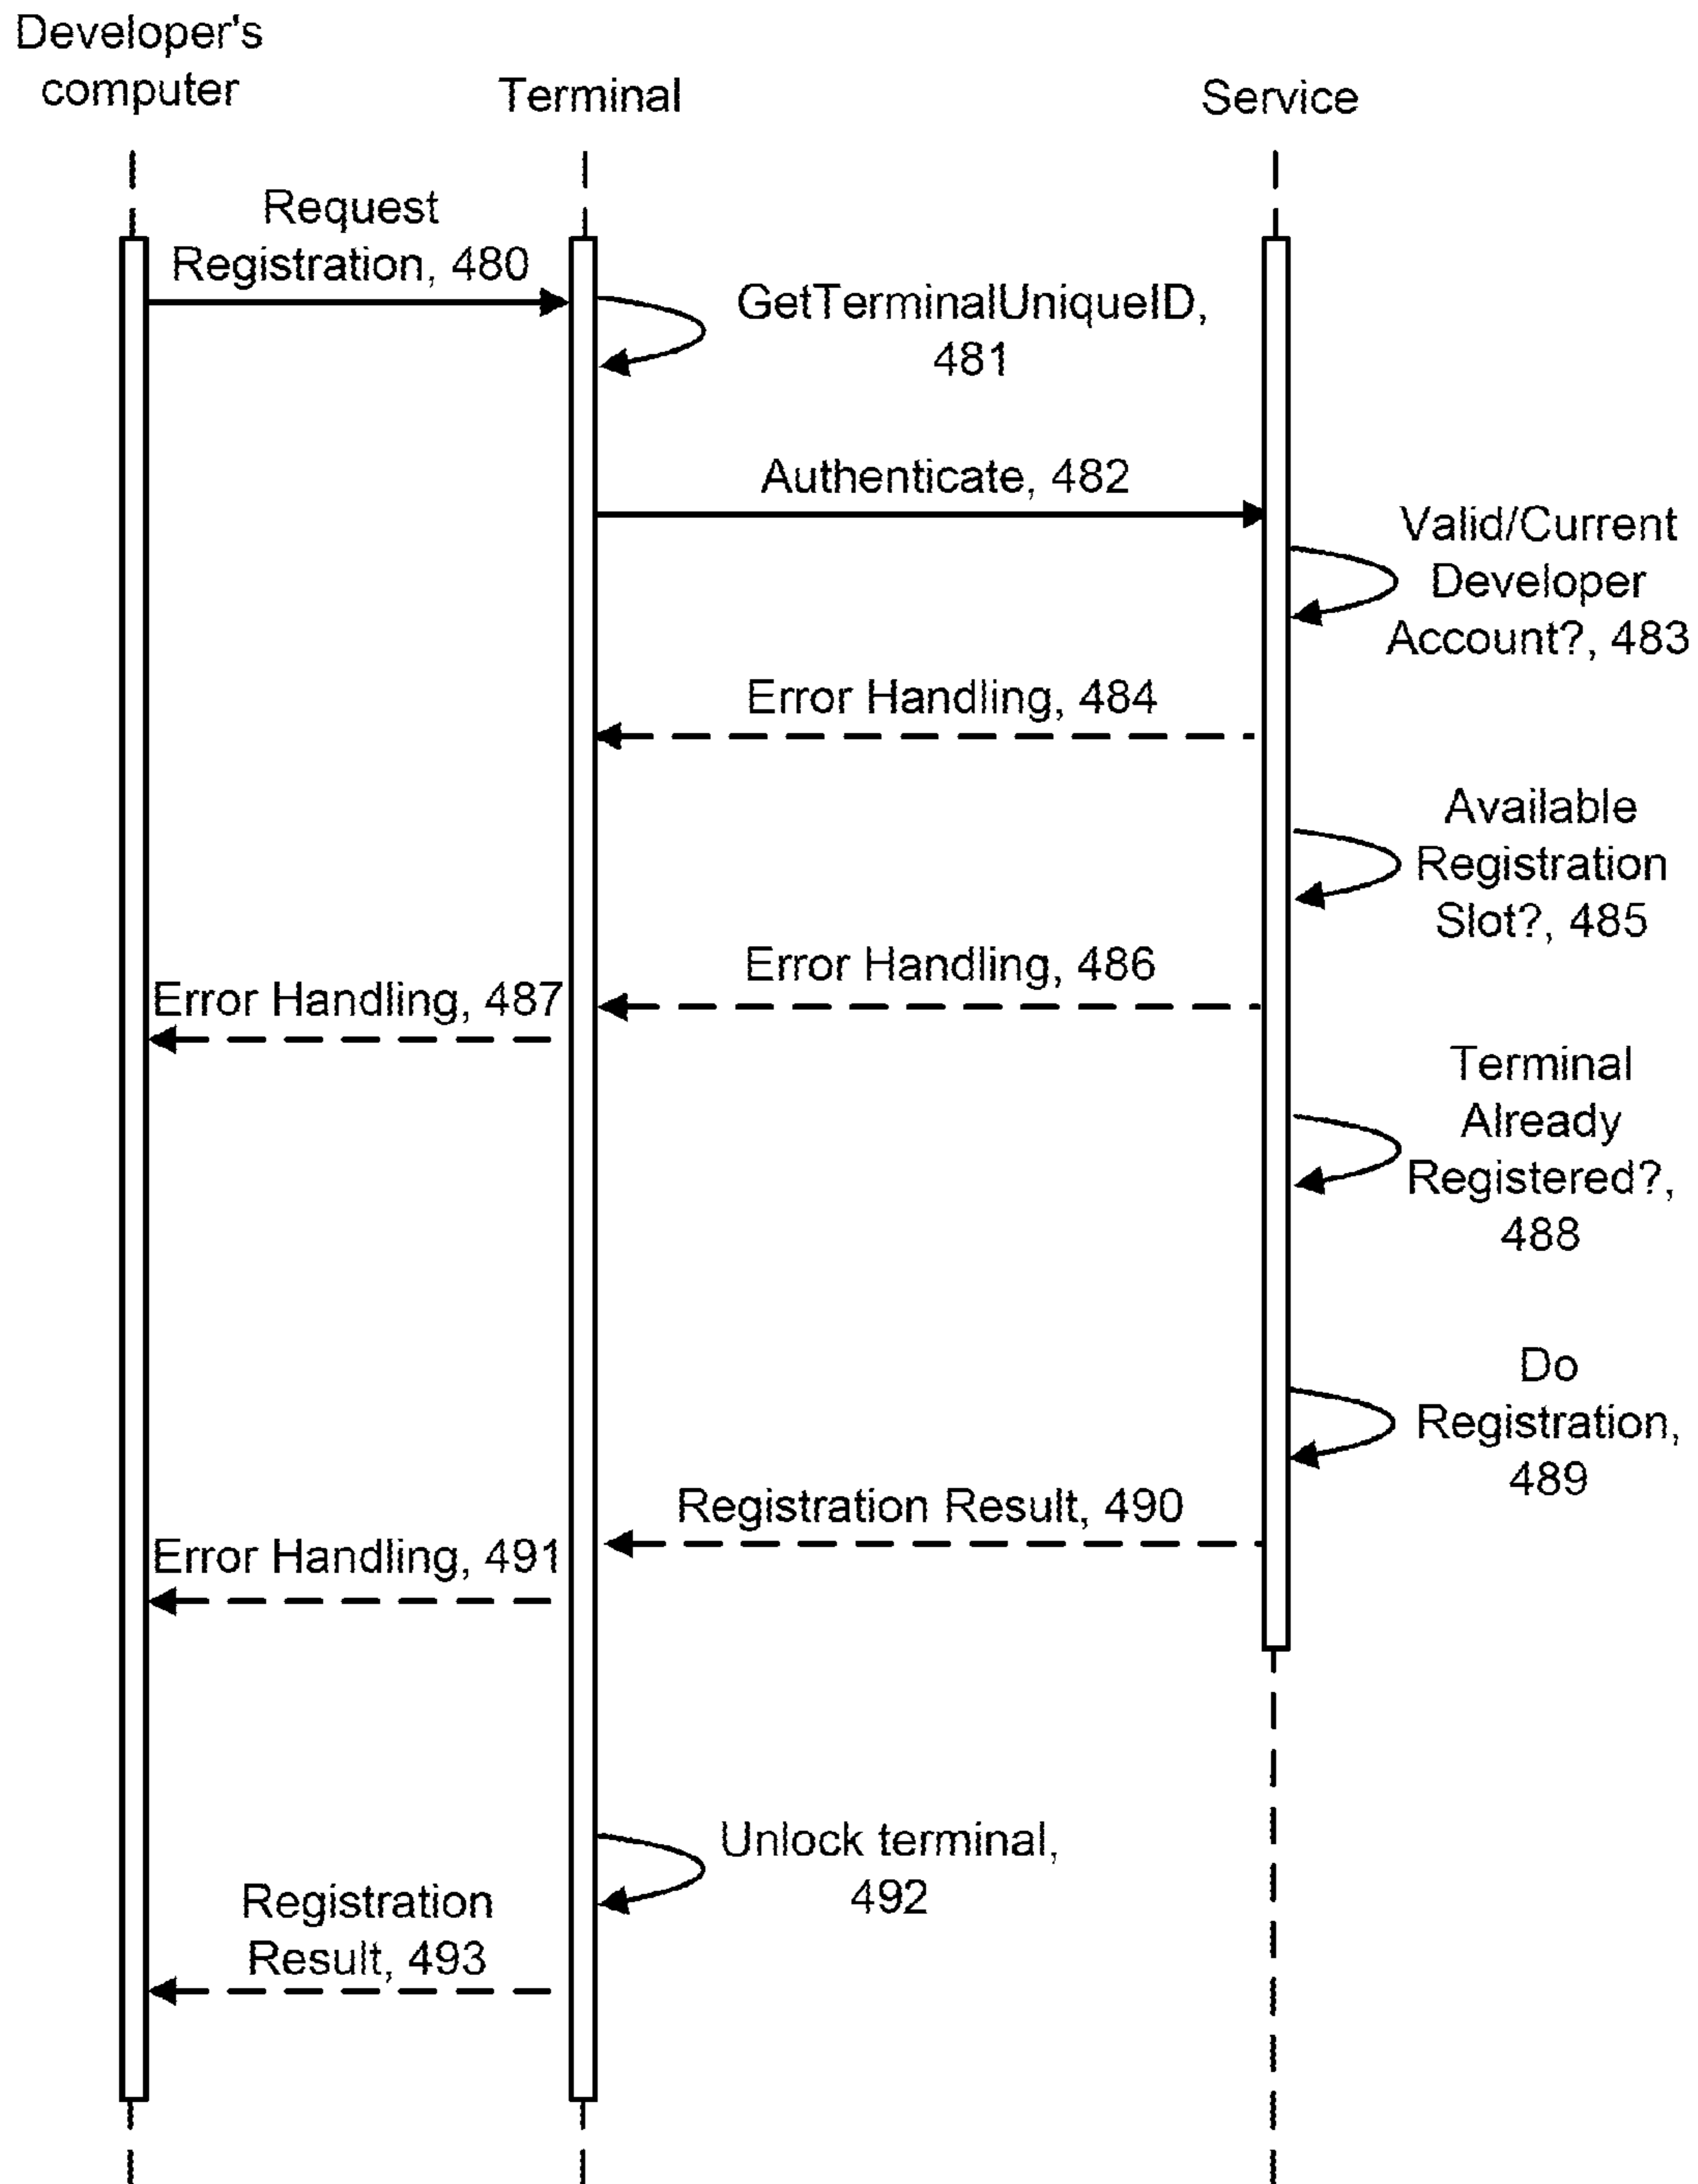 Developer's
computer
Terminal
Service
Request
Registration, 480
GetTerminalUniqueID,
481
Authenticate, 482
Valid/Current
Developer
Account?, 483
Error Handling, 484
Available
Registration
Slot?, 485
Error Handling, 486
Error Handling, 487
Terminal
Already
Registered?,
488
Do
Registration,
489
Registration Result, 490
Error Handling, 491
Unlock terminal,
492
Registration
Result, 493